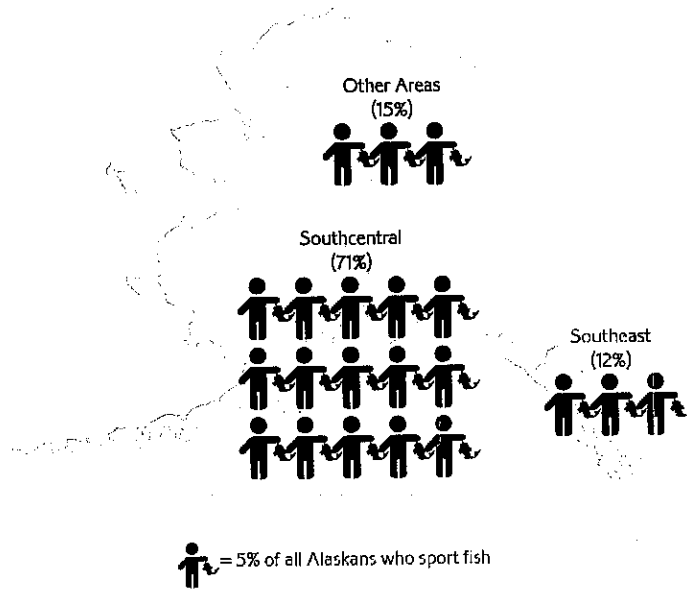 Other Areas
(15%)
Southcentral
(71%)
Southeast
(12%)
= 5% of all Alaskans who sport fish